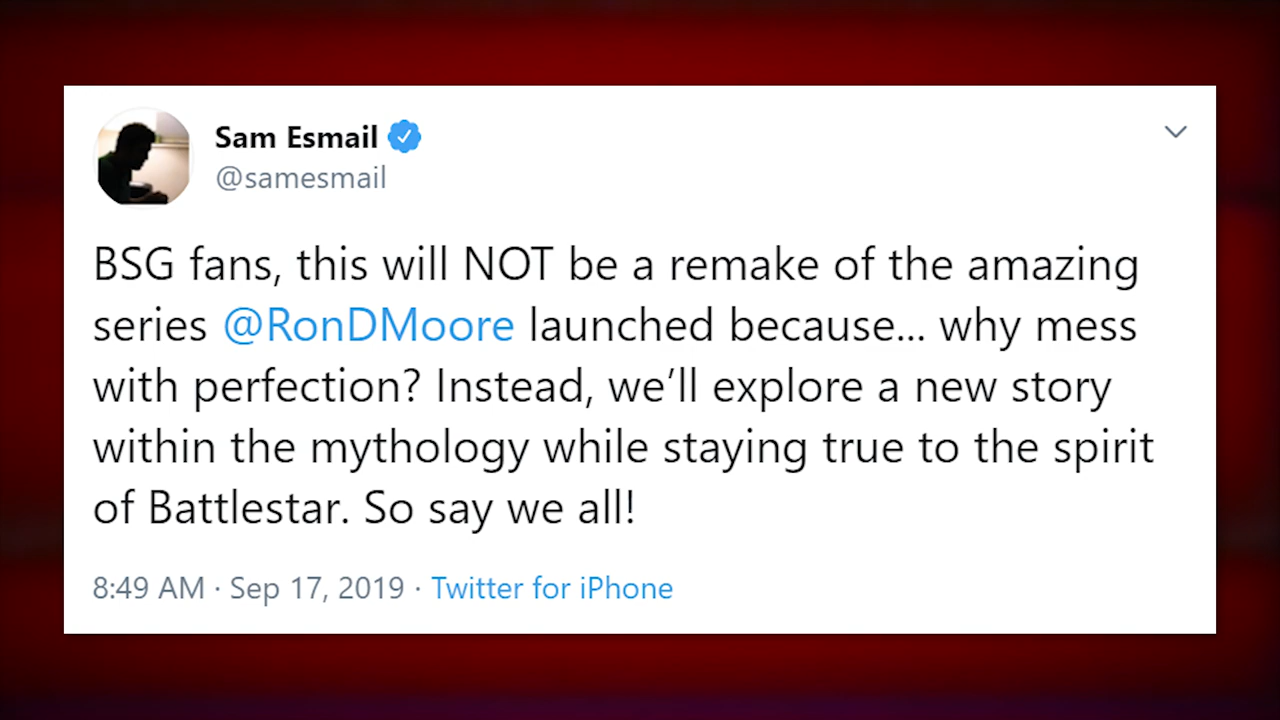 Sam Esmail
@samesmail
BSG fans, this will NOT be a remake of the amazing
series @RonDMoore launched because... why mess
with perfection? Instead, we’ll explore a new story
within the mythology while staying true to the spirit
of Battlestar. So say we all!
8:49 AM · Sep 17, 2019 · Twitter for iPhone